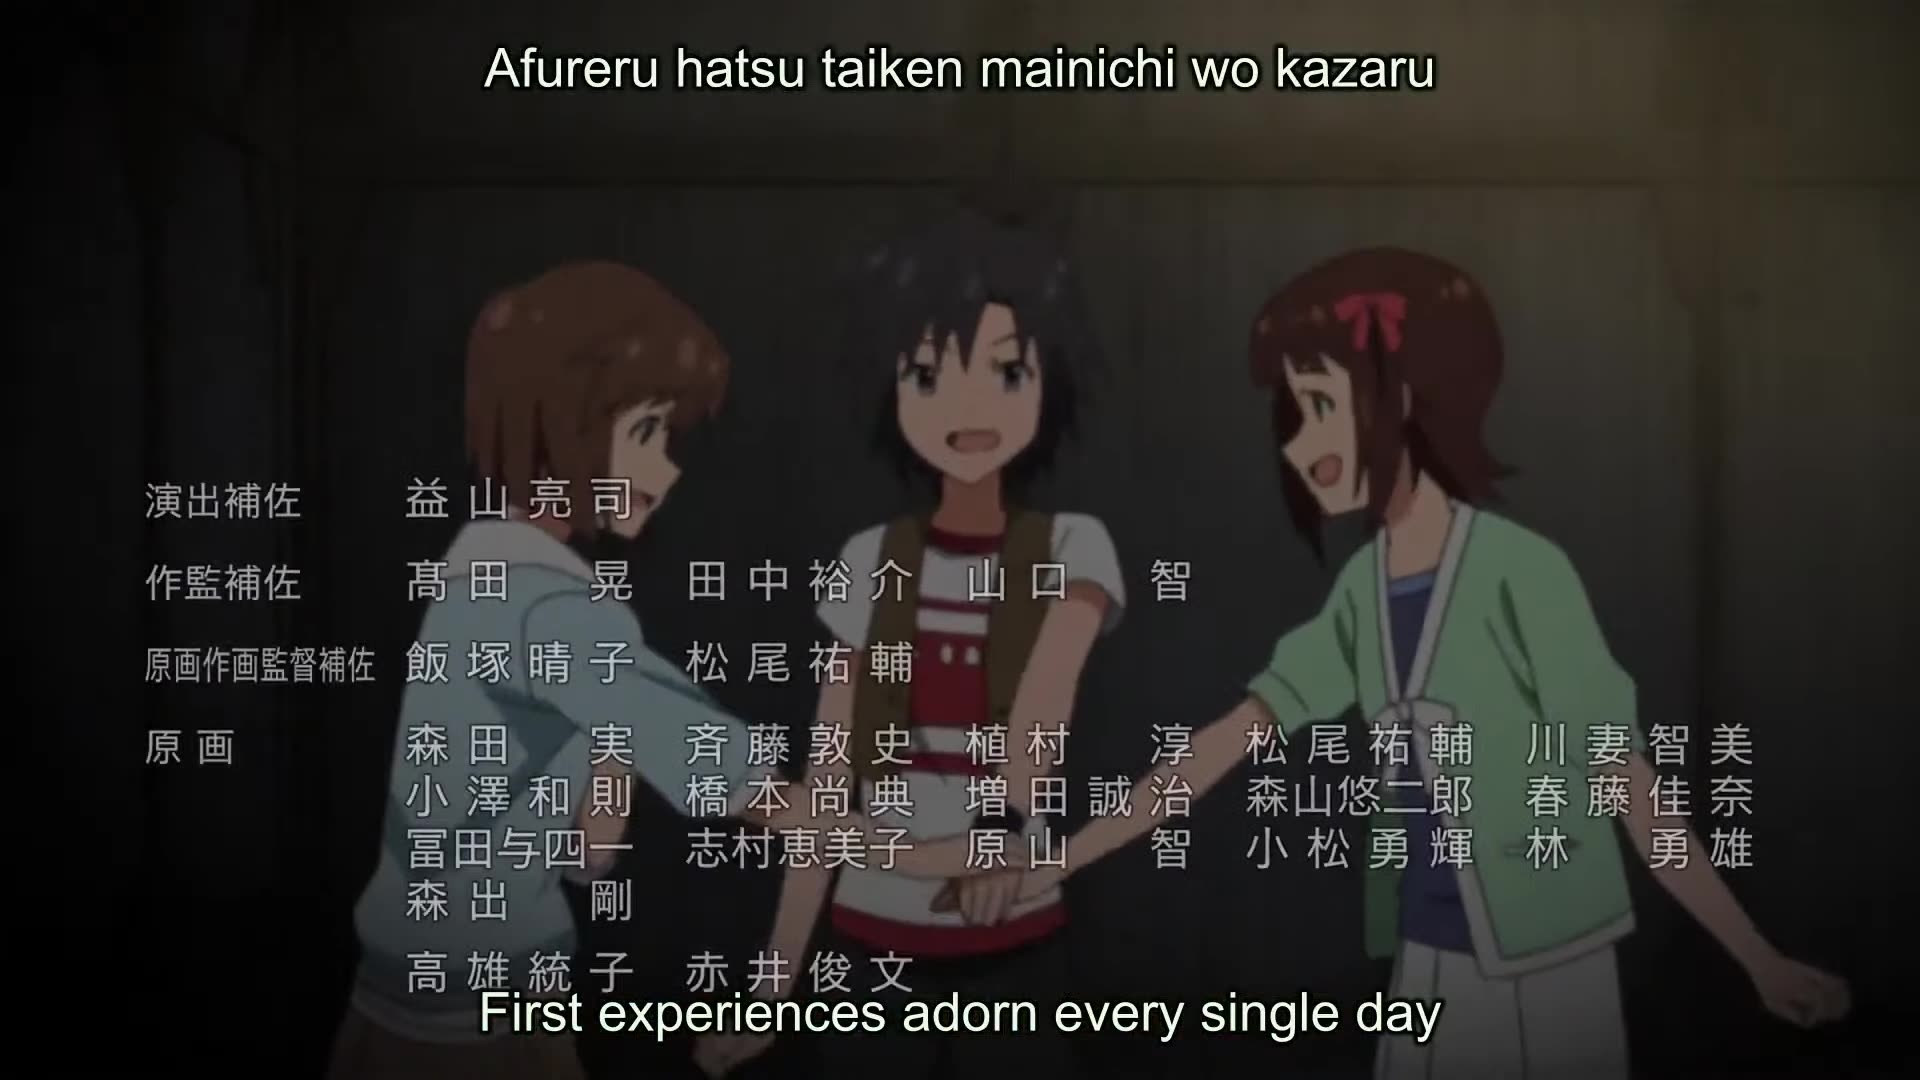 Afureru hatsu taiken mainichi wo kazaru
演出補佐 益山亮司
作監補佐 髙田 晃 田中裕介 山口 智
原画作画監督補佐 飯塚晴子 松尾祐輔
原画 森田 実 斉藤敦史 植村 淳 松尾祐輔 川妻智美
小澤和則 橋本尚典 増田誠治 森山悠二郎 春藤佳奈
冨田与四一 志村恵美子 原山 智 小松勇輝 林 勇雄
森出 剛
高雄統子 赤井俊文
First experiences adorn every single day